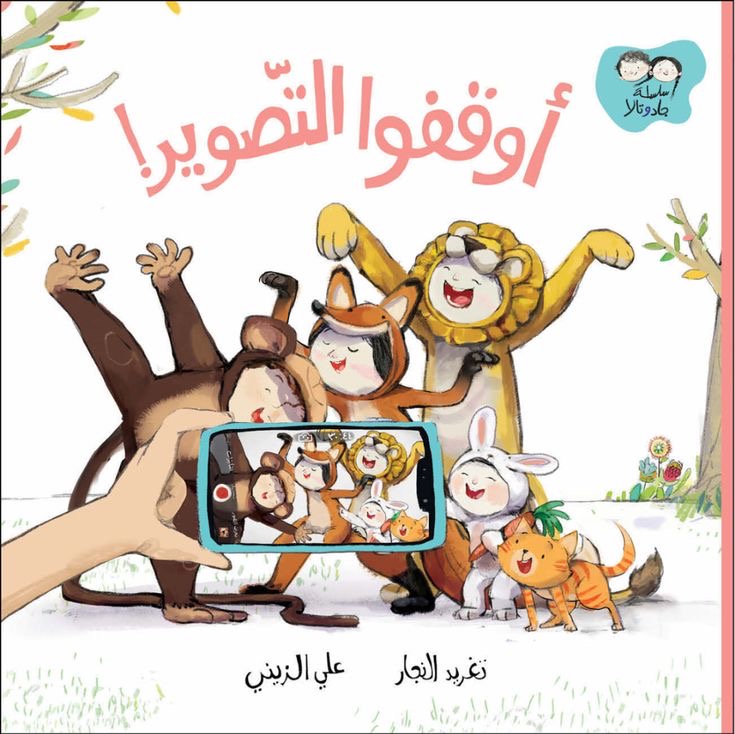 سلسلة
جاد وتالا
أوقفوا التّصوير!
تغريد النجار
علي الزيني